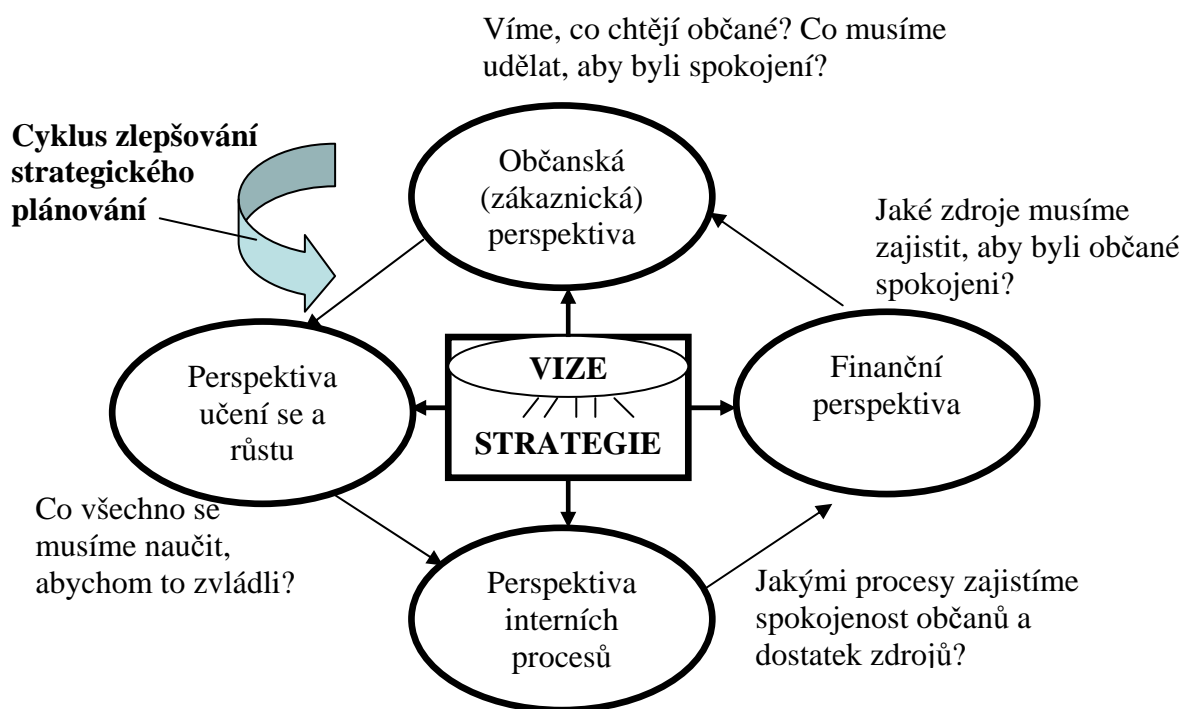 Víme, co chtějí občané? Co musíme
udělat, aby byli spokojení?
Cyklus zlepšování
strategického
plánování
Občanská
(zákaznická)
perspektiva
Jaké zdroje musíme
zajistit, aby byli občané
spokojeni?
Perspektiva
učení se a
růstu
VIZE
STRATEGIE
Finanční
perspektiva
Co všechno se
musíme naučit,
abychom to zvládli?
Perspektiva
interních
procesů
Jakými procesy zajistíme
spokojenost občanů a
dostatek zdrojů?